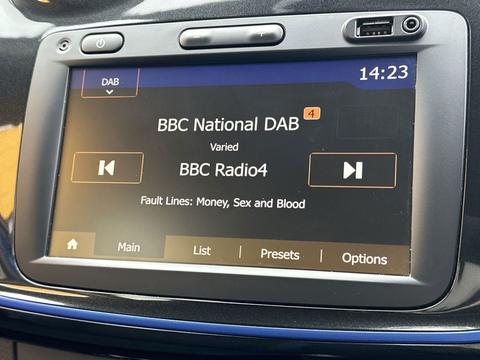 14:23
DAB
BBC National DAB 4
Varied
BBC Radio4
Fault Lines: Money, Sex and Blood
Main List Presets Options